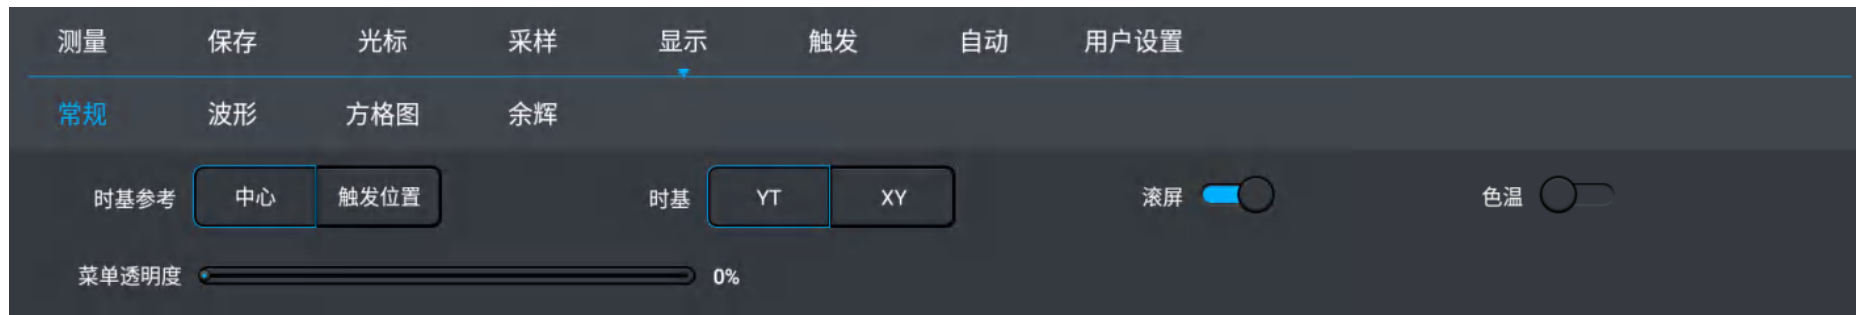 测量 保存 光标 采样 显示 触发 自动 用户设置
常规 波形 方格图 余辉
时基参考 中心 触发位置 时基 YT XY 滚屏 色温
菜单透明度 0%